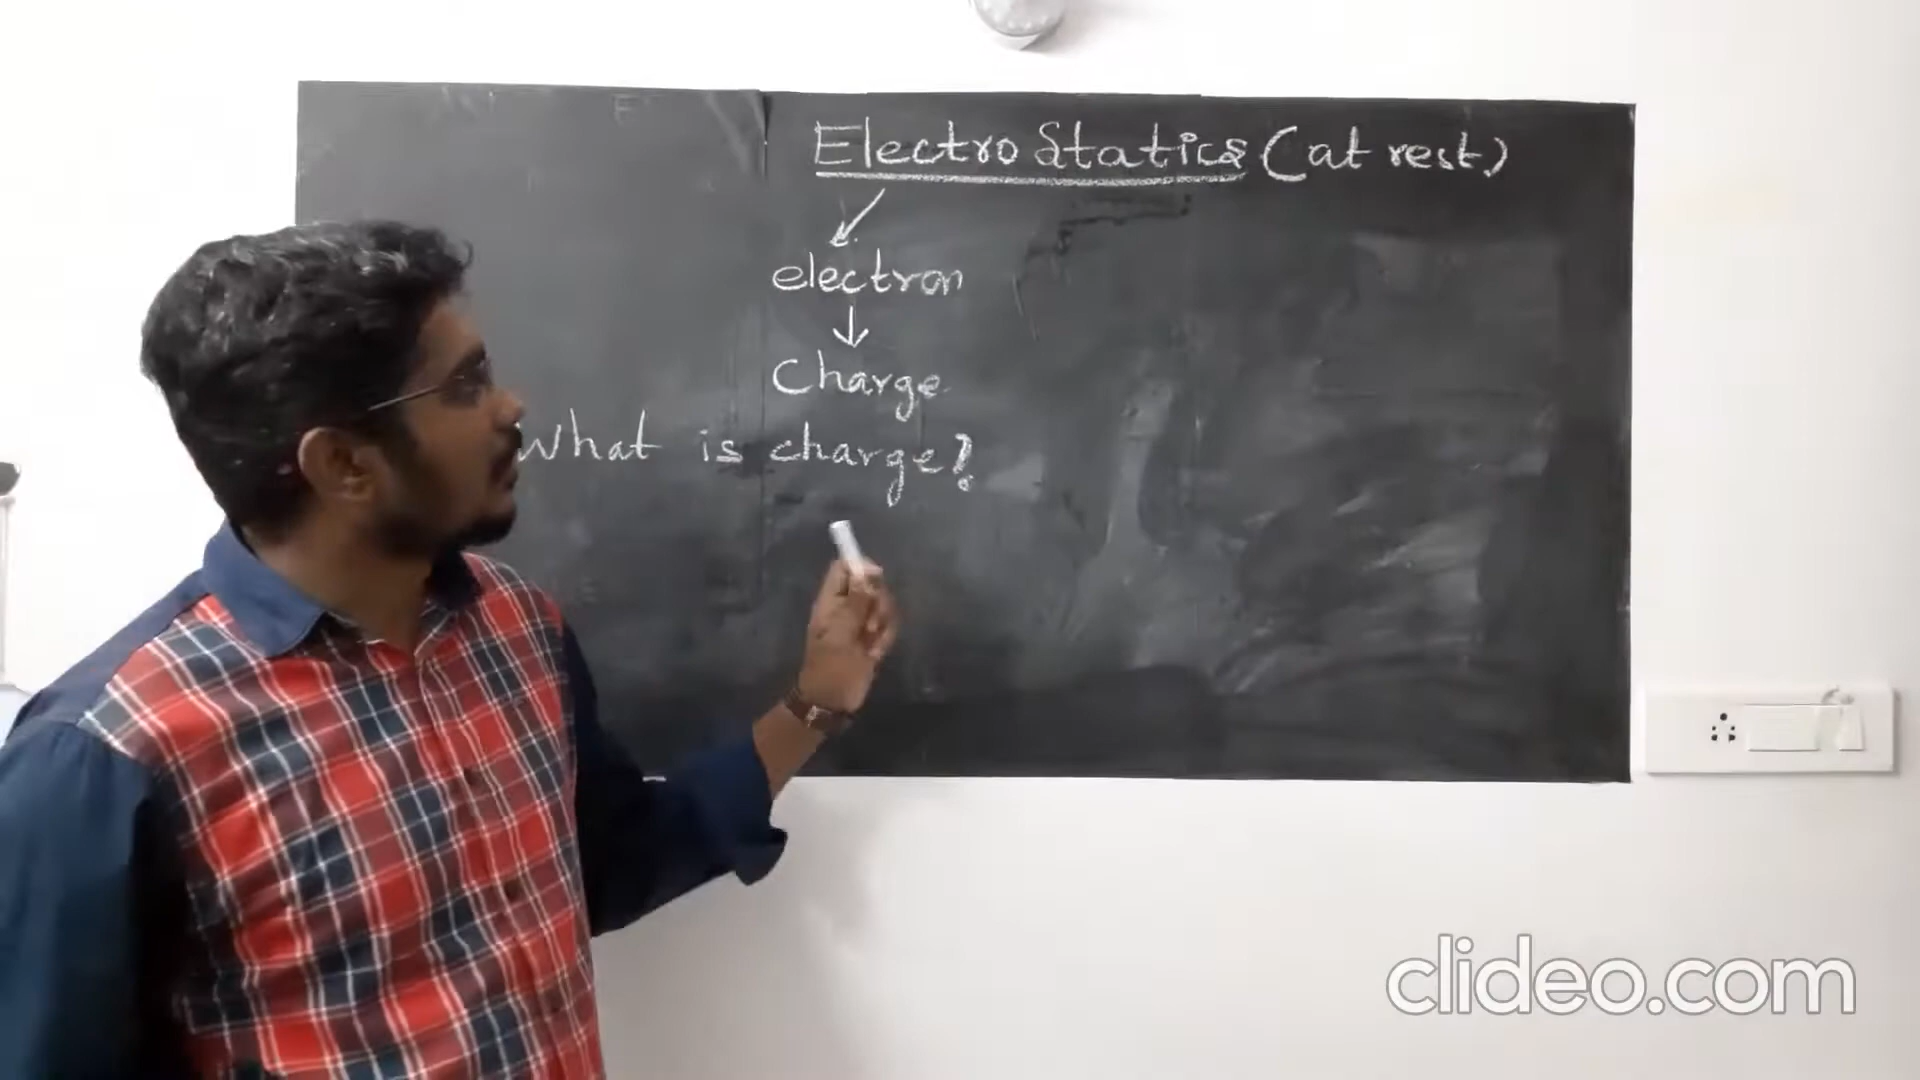 Electro Statics (at rest)
electron
Charge
What is charge?
clideo.com